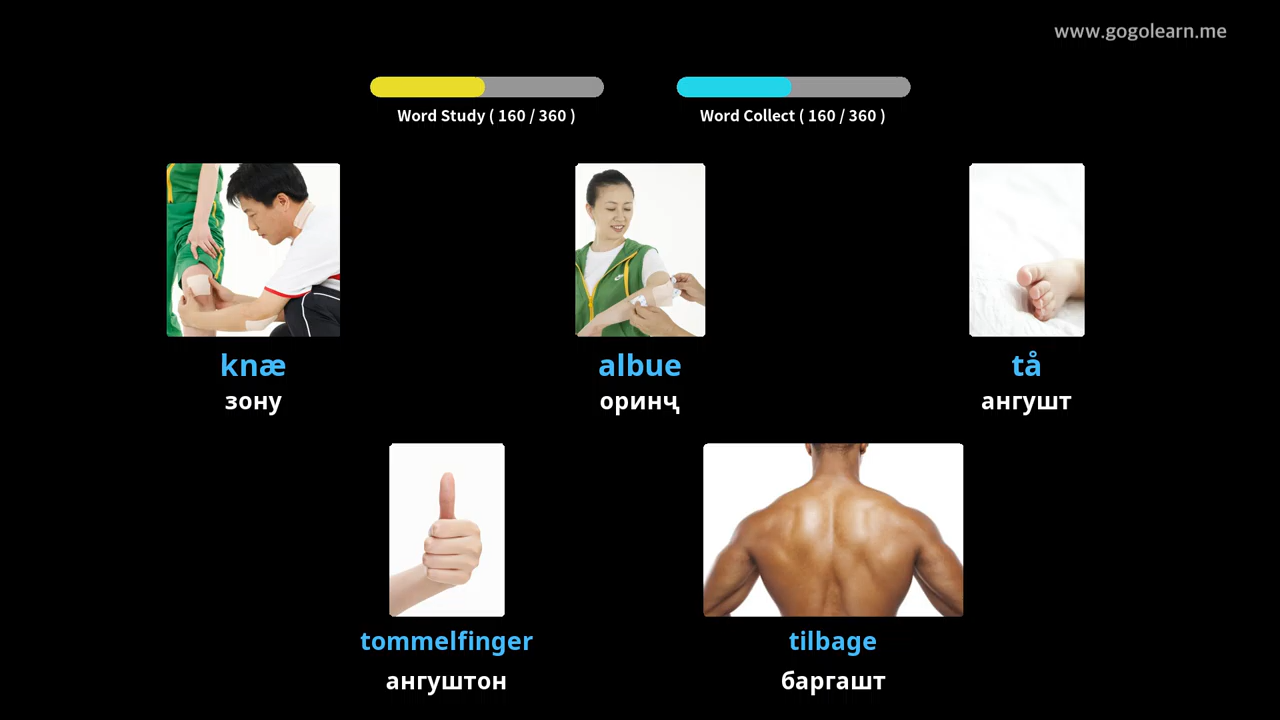 www.gogolearn.me
Word Study ( 160 / 360 )
Word Collect ( 160 / 360 )
knæ
зону
albue
оринҷ
tå
ангушт
tommelfinger
ангуштон
tilbage
баргашт